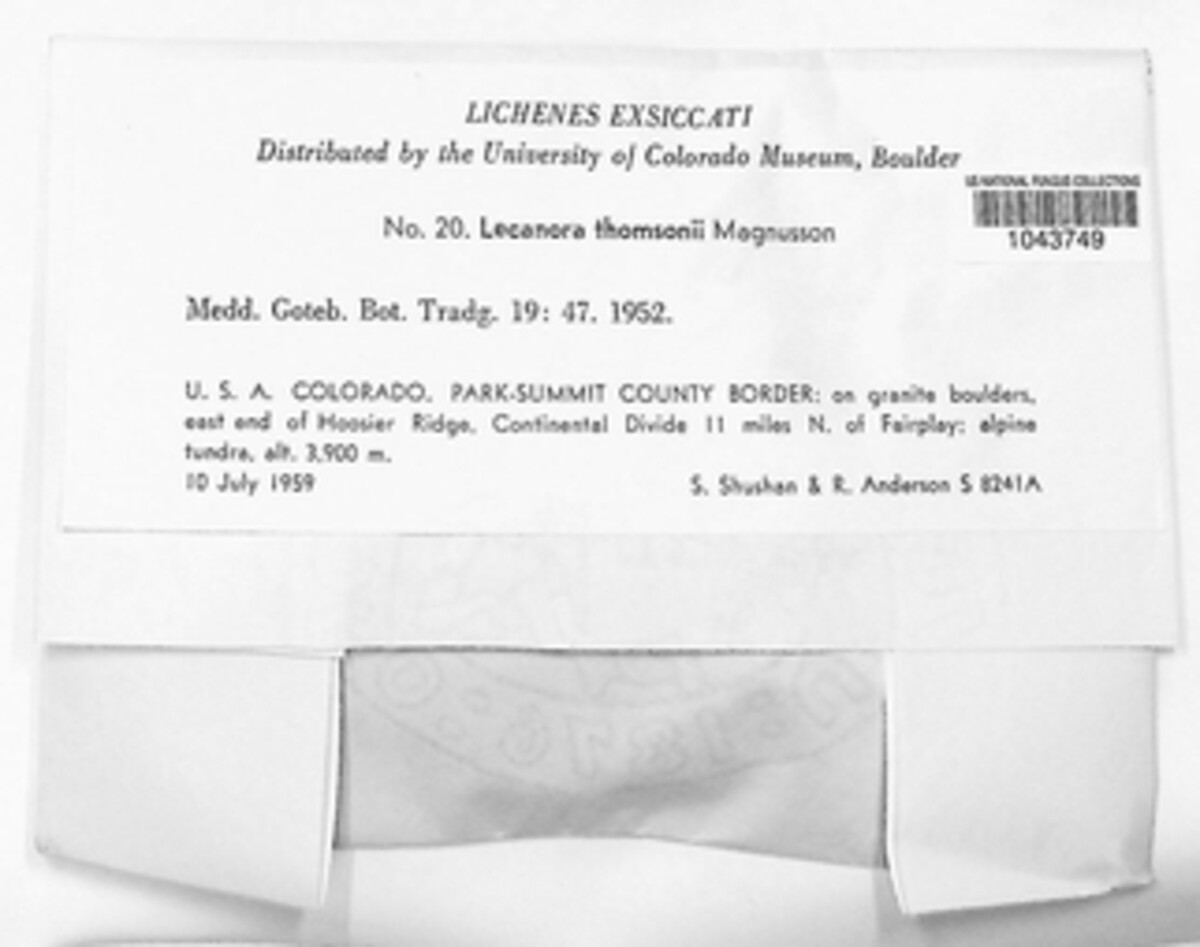 LICHENES EXSICCATI
Distributed by the University of Colorado Museum, Boulder
US NATIONAL FUNGUS COLLECTIONS
1043749
No. 20. Lecanora thomsonii Magnusson
Medd. Goteb. Bot. Tradg. 19: 47. 1952.
U. S. A. COLORADO. PARK-SUMMIT COUNTY BORDER: on granite boulders,
east end of Hoosier Ridge, Continental Divide 11 miles N. of Fairplay; alpine
tundra, alt. 3,900 m.
10 July 1959 S. Shushan & R. Anderson S 8241A